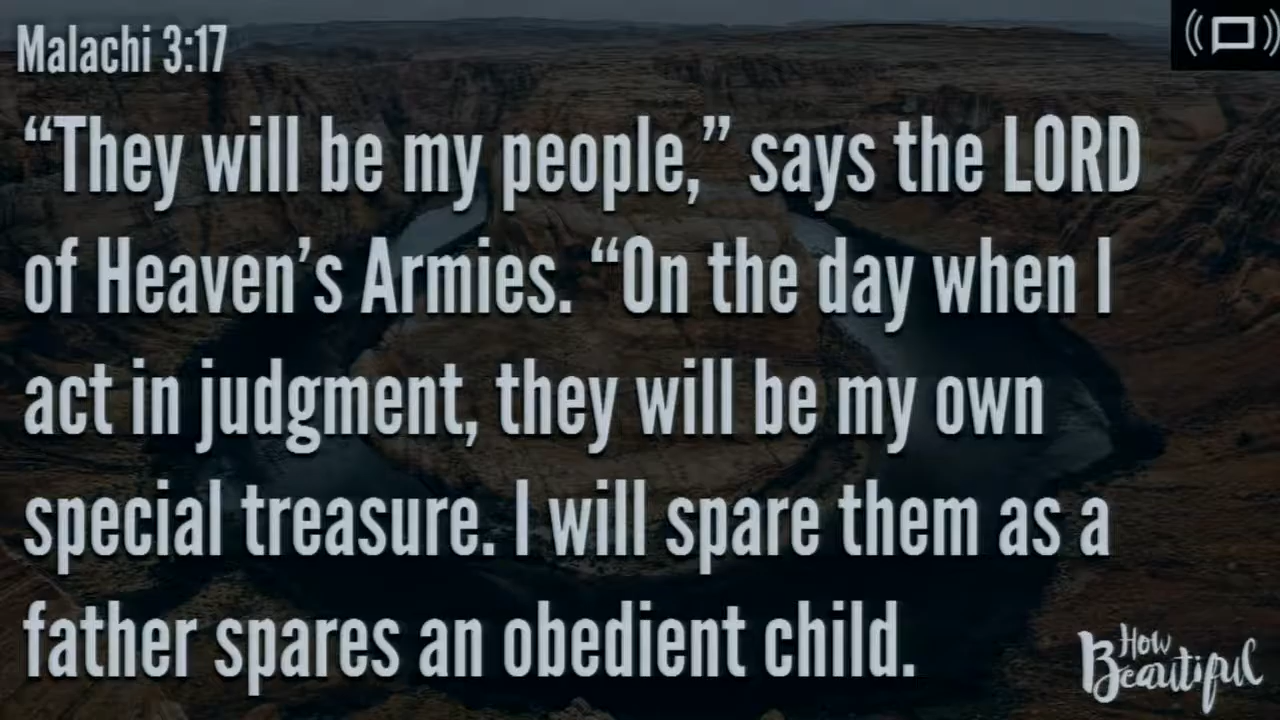 Malachi 3:17
“They will be my people,” says the LORD
of Heaven’s Armies. “On the day when I
act in judgment, they will be my own
special treasure. I will spare them as a
father spares an obedient child.
How
Beautiful